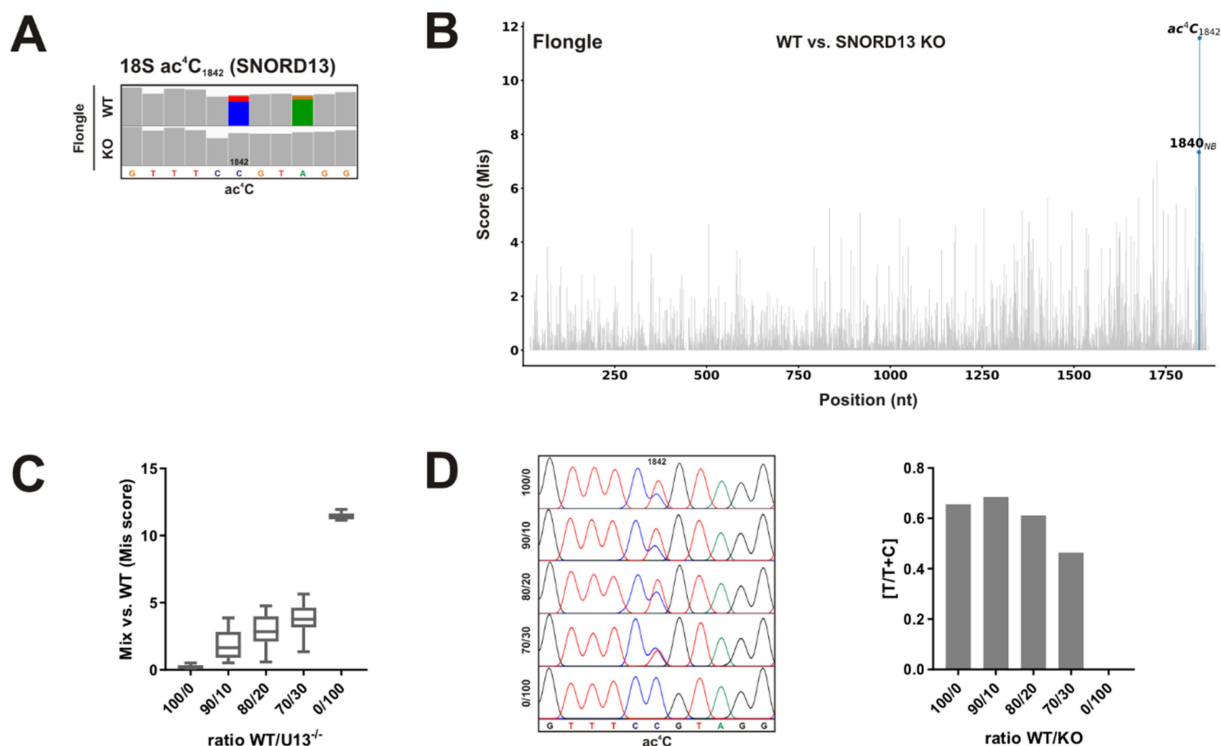 A
18S ac⁴C₁₈₄₂ (SNORD13)
Flongle
WT
KO
1842
G T T T C C G T A G G
ac⁴C
B
Flongle
WT vs. SNORD13 KO
ac⁴C₁₈₄₂
1840NB
Score (Mis)
12
10
8
6
4
2
0
250 500 750 1000 1250 1500 1750
Position (nt)
C
Mix vs. WT (Mis score)
15
10
5
0
100/0 90/10 80/20 70/30 0/100
ratio WT/U13⁻/⁻
D
1842
100/0
90/10
80/20
70/30
0/100
G T T T C C G T A G G
ac⁴C
[T/T+C]
0.8
0.6
0.4
0.2
0.0
100/0 90/10 80/20 70/30 0/100
ratio WT/KO